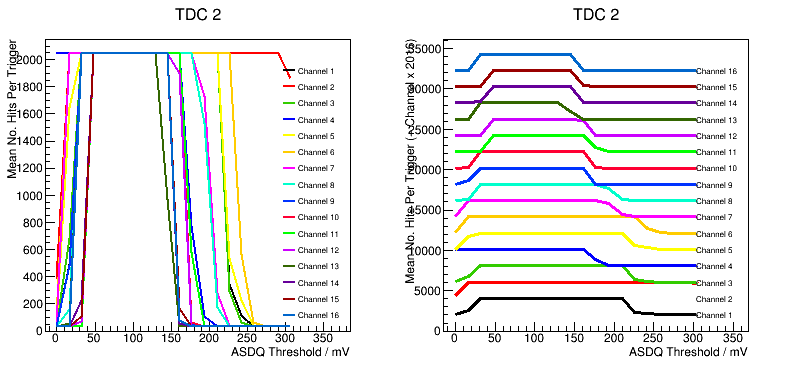 TDC 2
Mean No. Hits Per Trigger
2000
1800
1600
1400
1200
1000
800
600
400
200
0
0 50 100 150 200 250 300 350
ASDQ Threshold / mV
Channel 1
Channel 2
Channel 3
Channel 4
Channel 5
Channel 6
Channel 7
Channel 8
Channel 9
Channel 10
Channel 11
Channel 12
Channel 13
Channel 14
Channel 15
Channel 16
TDC 2
Mean No. Hits Per Trigger (+ Channel x
35000
30000
25000
20000
15000
10000
5000
0
0 50 100 150 200 250 300 350
ASDQ Threshold / mV
Channel 16
Channel 15
Channel 14
Channel 13
Channel 12
Channel 11
Channel 10
Channel 9
Channel 8
Channel 7
Channel 6
Channel 5
Channel 4
Channel 3
Channel 2
Channel 1